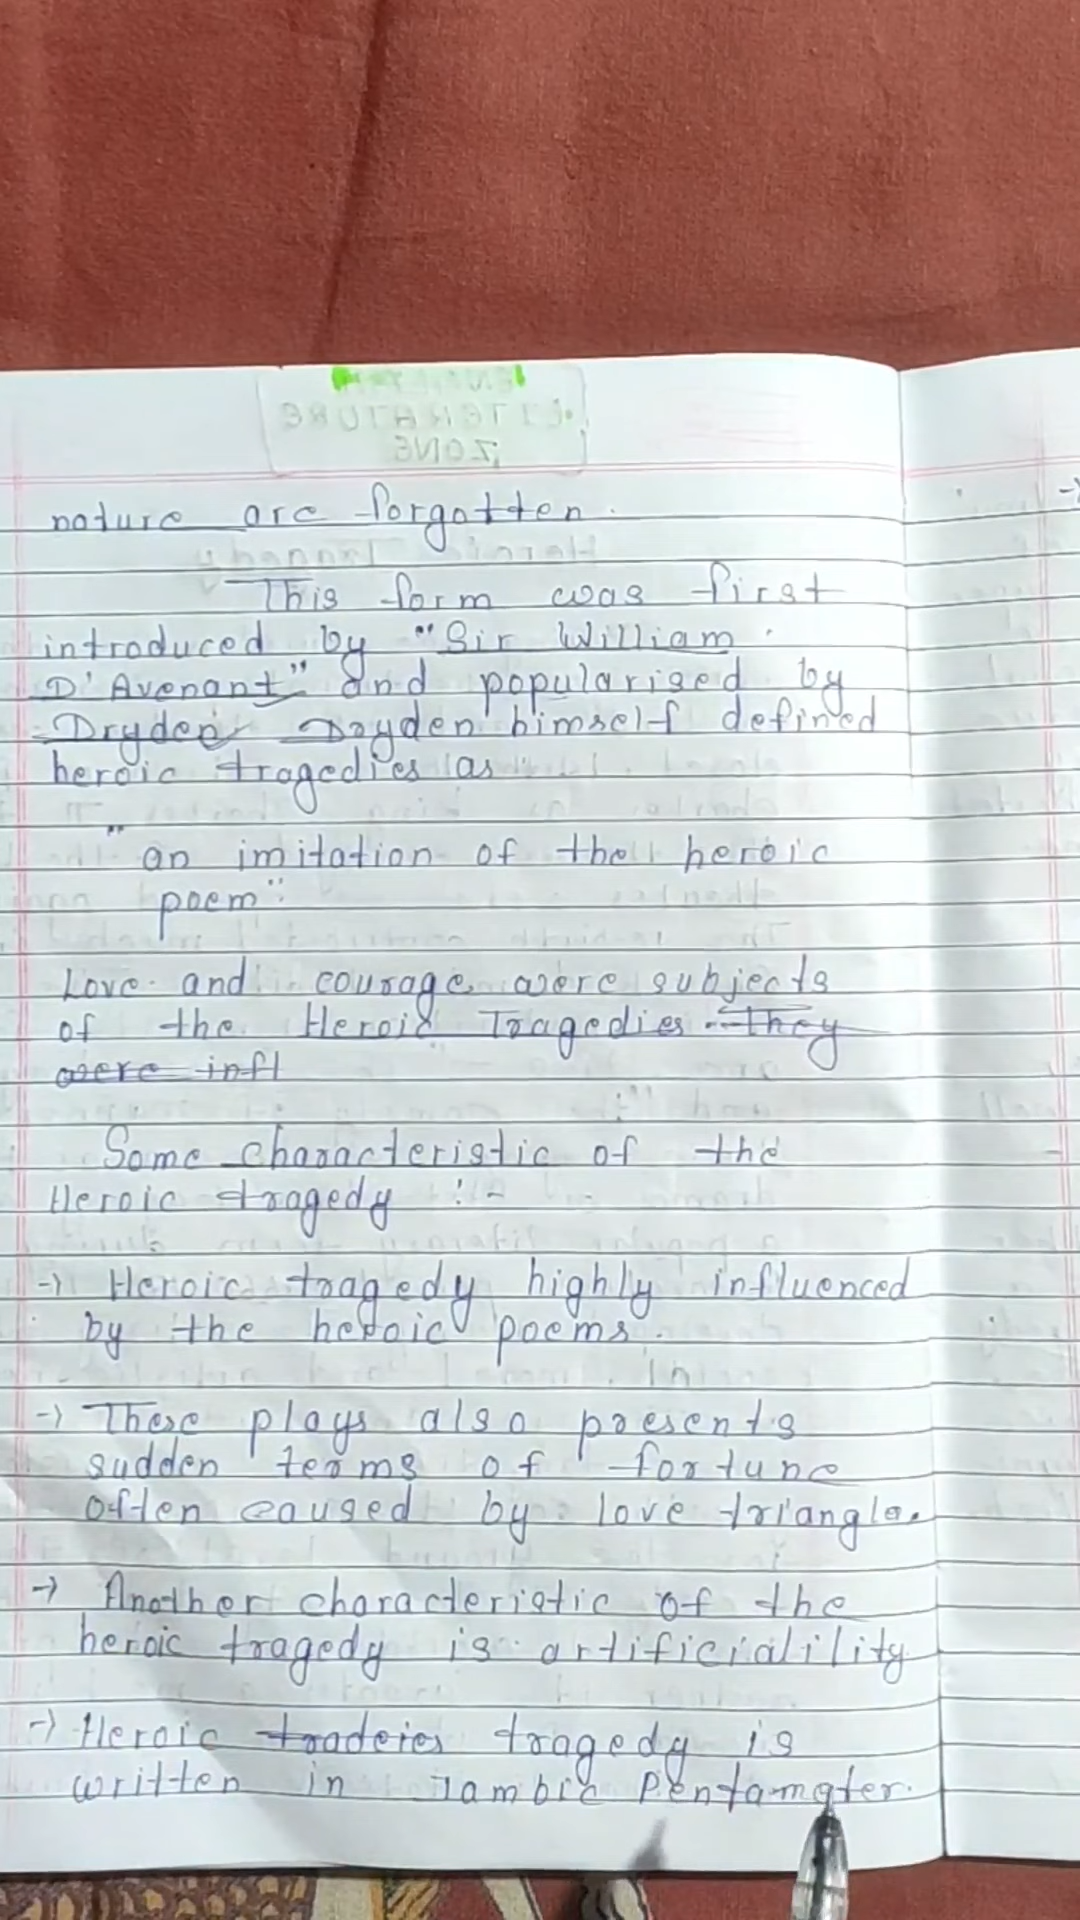 nature are forgotten.
This form was first
introduced by "Sir William
D'Avenant" and popularised by
Dryden Dryden himself defined
heroic tragedies as
"an imitation of the heroic
poem"
Love and courage were subjects
of the Heroic Tragedies. They
were infl
Some characteristic of the
Heroic tragedy :-
→ Heroic tragedy highly influenced
by the heroic poems.
→ These plays also presents
sudden terms of fortune
often caused by love triangle.
→ Another characteristic of the
heroic tragedy is artificialility
→ Heroic tradeies tragedy is
written in Iambic Pentameter.